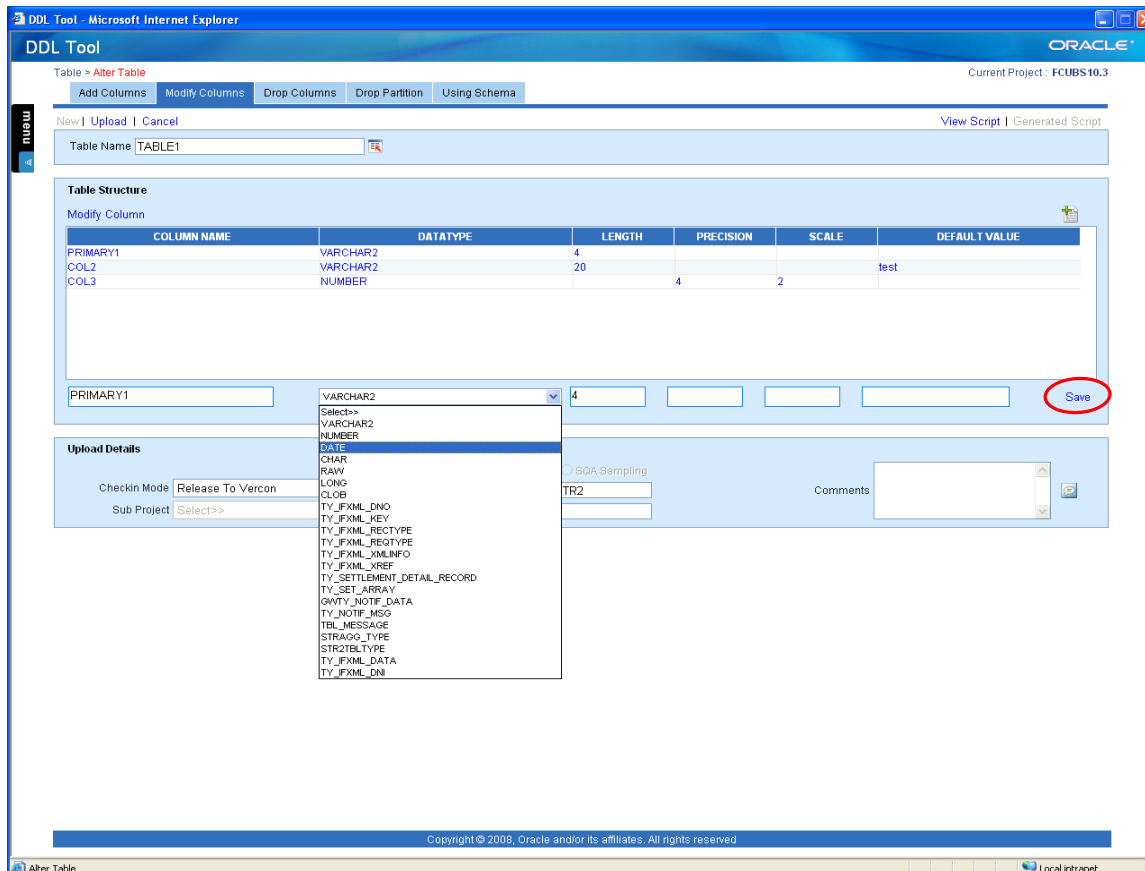 DDL Tool - Microsoft Internet Explorer
DDL Tool
ORACLE
Table > Alter Table
Current Project : FCUBS10.3
Add Columns Modify Columns Drop Columns Drop Partition Using Schema
menu
New | Upload | Cancel
View Script | Generated Script
Table Name TABLE1
Table Structure
Modify Column
COLUMN NAME DATATYPE LENGTH PRECISION SCALE DEFAULT VALUE
PRIMARY1 VARCHAR2 4
COL2 VARCHAR2 20 test
COL3 NUMBER 4 2
PRIMARY1 VARCHAR2 4 Save
Select>>
VARCHAR2
NUMBER
DATE
CHAR
RAW
LONG
CLOB
TY_IFXML_DNO
TY_IFXML_KEY
TY_IFXML_RECTYPE
TY_IFXML_REQTYPE
TY_IFXML_XMLINFO
TY_IFXML_XREF
TY_SETTLEMENT_DETAIL_RECORD
TY_SET_ARRAY
GWTY_NOTIF_DATA
TY_NOTIF_MSG
TBL_MESSAGE
STRAGG_TYPE
STR2TBLTYPE
TY_IFXML_DATA
TY_IFXML_DNI
Upload Details
SQA Sampling
Checkin Mode Release To Vercon TR2 Comments
Sub Project Select>>
Copyright © 2008, Oracle and/or its affiliates. All rights reserved
Alter Table Local intranet